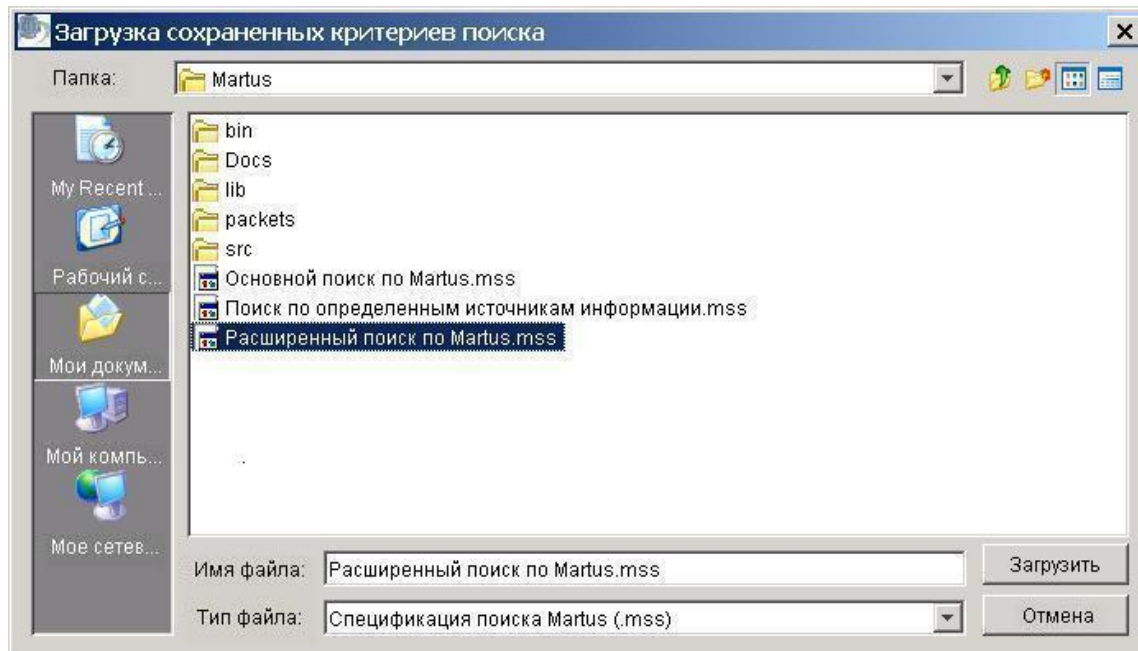 Загрузка сохраненных критериев поиска
Папка: Martus
My Recent ...
Рабочий с...
Мои докум...
Мой компь...
Мое сетев...
bin
Docs
lib
packets
src
Основной поиск по Martus.mss
Поиск по определенным источникам информации.mss
Расширенный поиск по Martus.mss
Имя файла: Расширенный поиск по Martus.mss Загрузить
Тип файла: Спецификация поиска Martus (.mss) Отмена